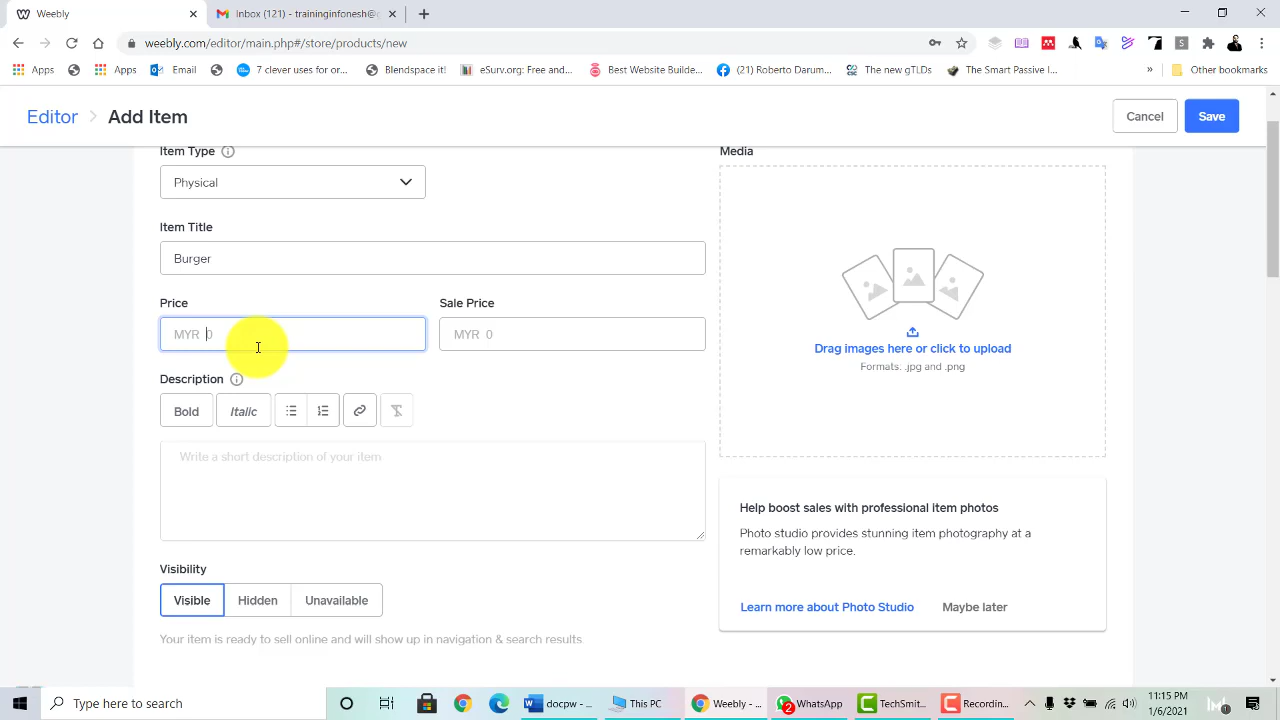 Weebly
traininginfoesh@g
weebly.com/editor/main.php#/store/products/new
Apps
Apps
Email
7 clever uses for or...
Blendspace it!
eSurv.org: Free and...
Best Website Builde...
(21) Roberto Darum...
The new gTLDs
The Smart Passive I...
»
Other bookmarks
Editor
Add Item
Cancel
Save
Item Type
Physical
Item Title
Burger
Price
Sale Price
MYR 0
MYR 0
Description
Bold
Italic
Write a short description of your item
Visibility
Visible
Hidden
Unavailable
Your item is ready to sell online and will show up in navigation & search results.
Media
Drag images here or click to upload
Formats: .jpg and .png
Help boost sales with professional item photos
Photo studio provides stunning item photography at a
remarkably low price.
Learn more about Photo Studio
Maybe later
Type here to search
docpw - ...
This PC
Weebly - ...
2
WhatsApp
TechSmit...
Recordin...
11:15 PM
1/6/2021